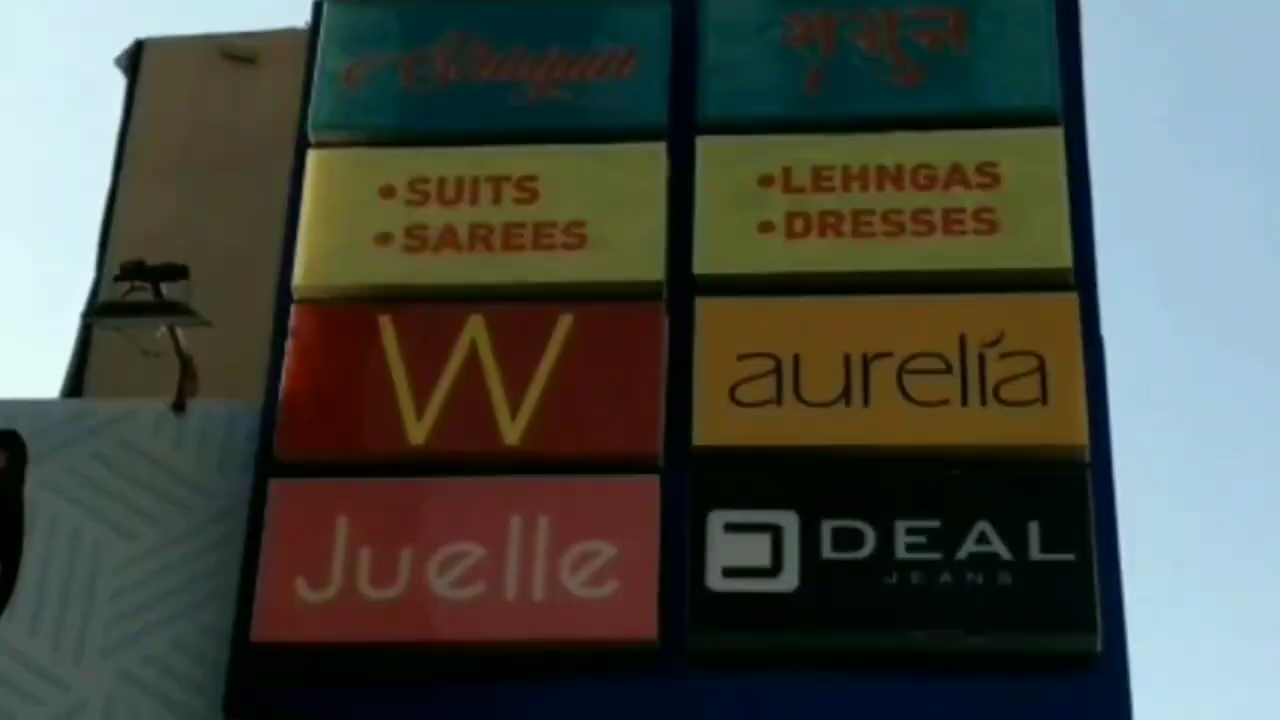 •SUITS
•SAREES
•LEHNGAS
•DRESSES
W
aurelia
Juelle
DEAL
JEANS